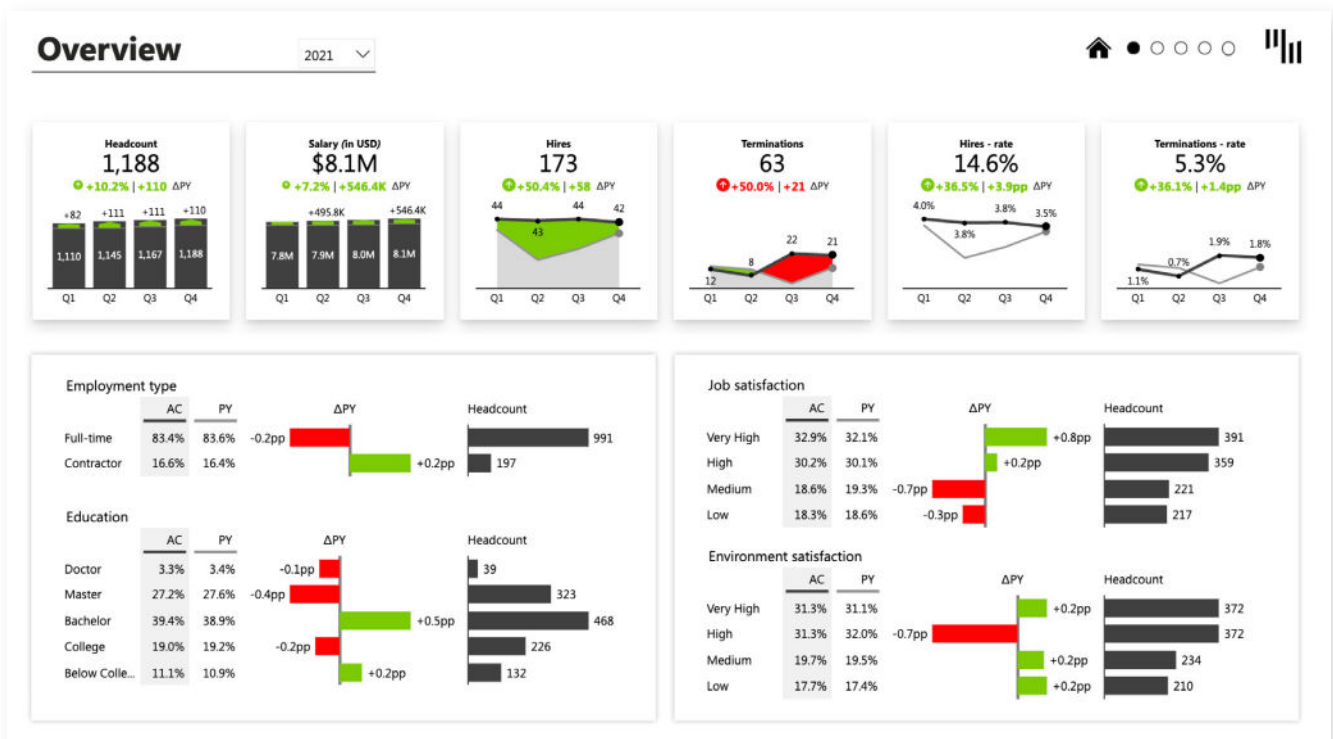 Overview
2021
Headcount
1,188
+10.2% | +110 ΔPY
+82 +111 +111 +110
1,110 1,145 1,167 1,188
Q1 Q2 Q3 Q4
Salary (in USD)
$8.1M
+7.2% | +546.4K ΔPY
+495.8K +546.4K
7.8M 7.9M 8.0M 8.1M
Q1 Q2 Q3 Q4
Hires
173
+50.4% | +58 ΔPY
44 44 42
43
Q1 Q2 Q3 Q4
Terminations
63
+50.0% | +21 ΔPY
22 21
8
12
Q1 Q2 Q3 Q4
Hires - rate
14.6%
+36.5% | +3.9pp ΔPY
4.0% 3.8% 3.5%
3.8%
Q1 Q2 Q3 Q4
Terminations - rate
5.3%
+36.1% | +1.4pp ΔPY
1.9% 1.8%
0.7%
1.1%
Q1 Q2 Q3 Q4
Employment type
AC PY ΔPY Headcount
Full-time 83.4% 83.6% -0.2pp 991
Contractor 16.6% 16.4% +0.2pp 197
Education
AC PY ΔPY Headcount
Doctor 3.3% 3.4% -0.1pp 39
Master 27.2% 27.6% -0.4pp 323
Bachelor 39.4% 38.9% +0.5pp 468
College 19.0% 19.2% -0.2pp 226
Below Colle... 11.1% 10.9% +0.2pp 132
Job satisfaction
AC PY ΔPY Headcount
Very High 32.9% 32.1% +0.8pp 391
High 30.2% 30.1% +0.2pp 359
Medium 18.6% 19.3% -0.7pp 221
Low 18.3% 18.6% -0.3pp 217
Environment satisfaction
AC PY ΔPY Headcount
Very High 31.3% 31.1% +0.2pp 372
High 31.3% 32.0% -0.7pp 372
Medium 19.7% 19.5% +0.2pp 234
Low 17.7% 17.4% +0.2pp 210